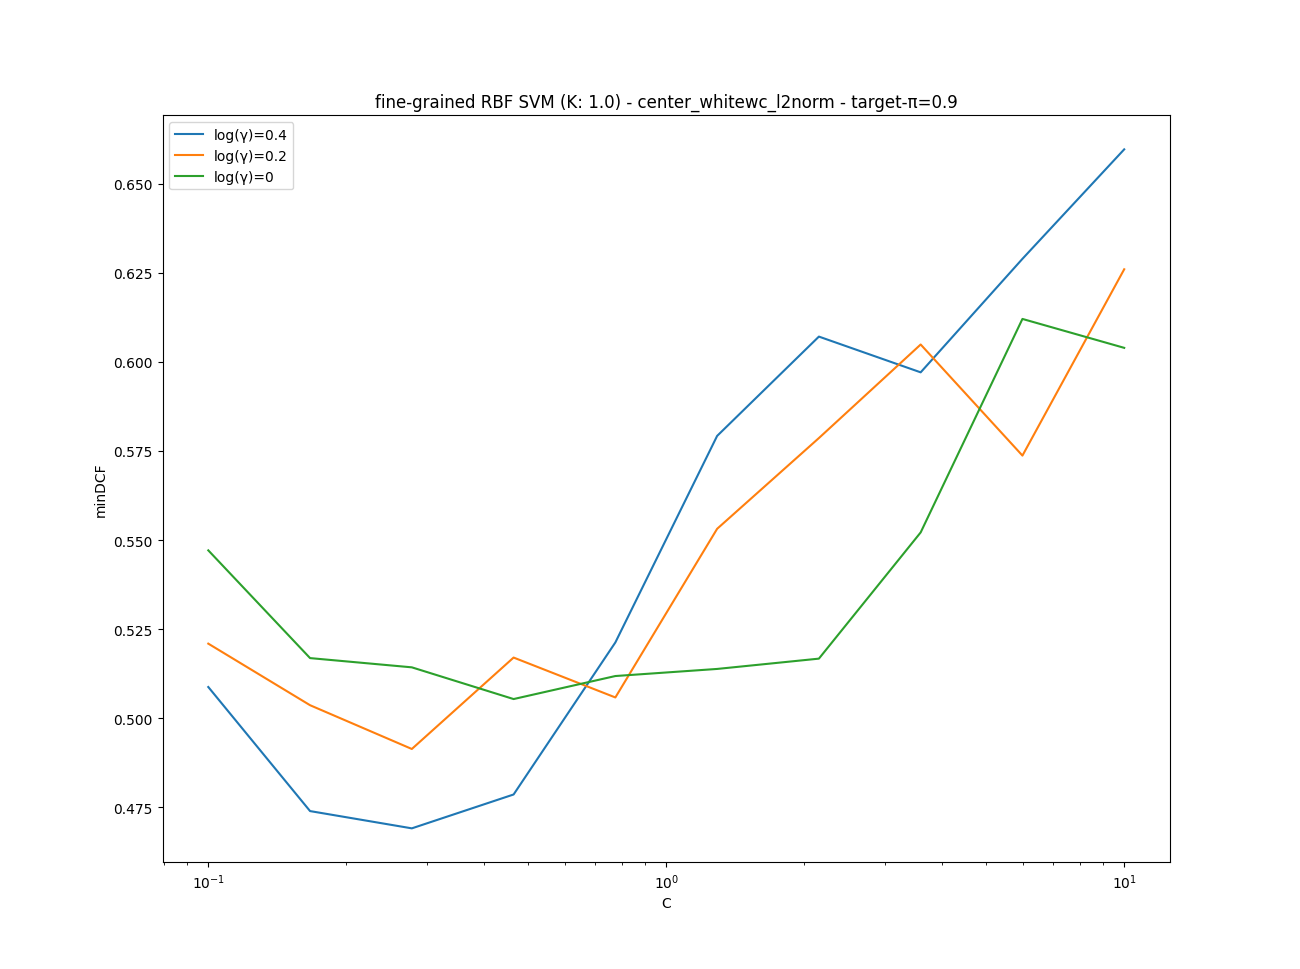 fine-grained RBF SVM (K: 1.0) - center_whitewc_l2norm - target-π=0.9
log(γ)=0.4
log(γ)=0.2
log(γ)=0
0.650
0.625
0.600
0.575
0.550
0.525
0.500
0.475
minDCF
10⁻¹ 10⁰ 10¹
C